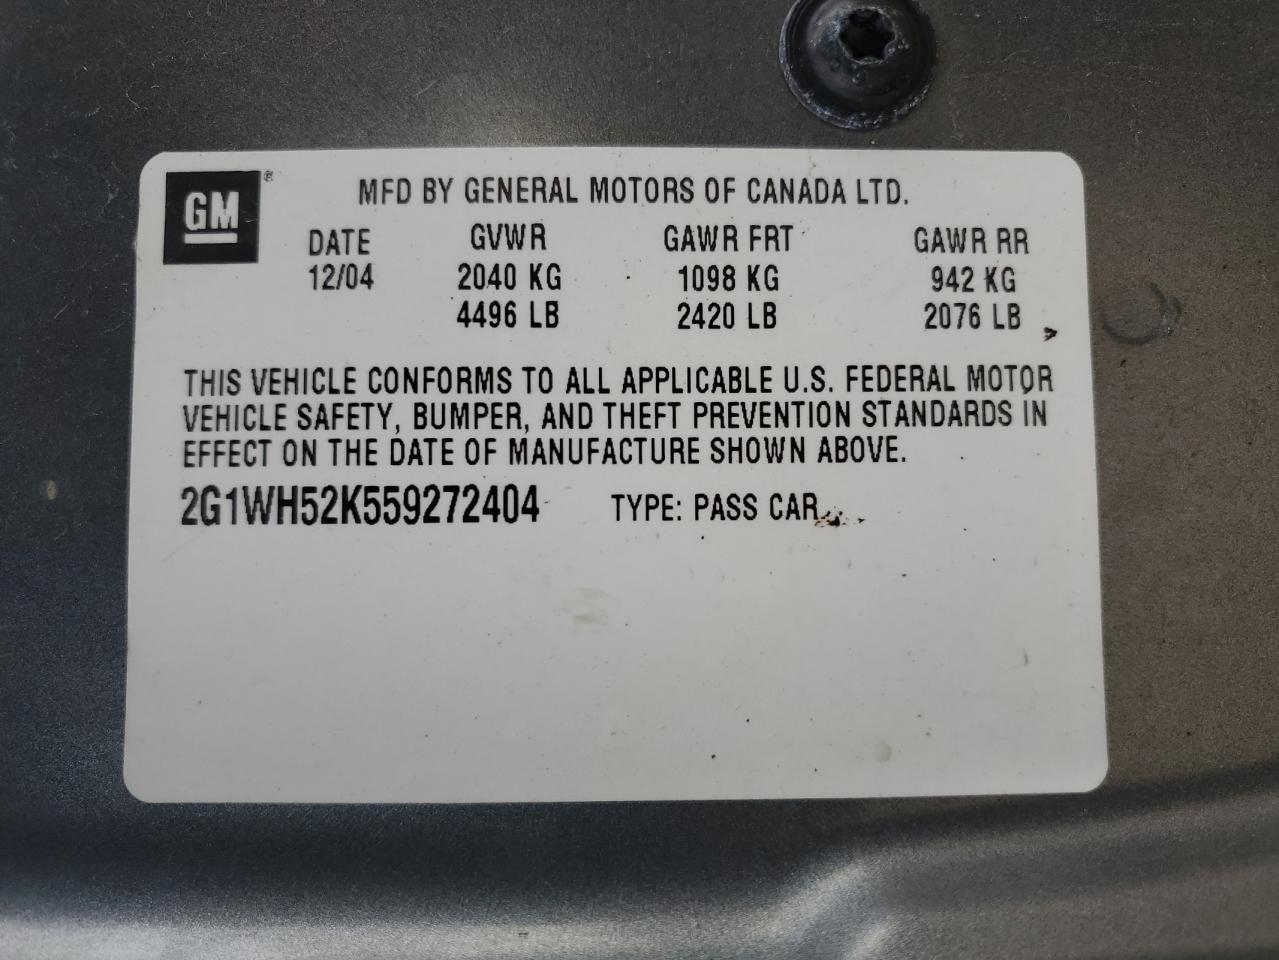 GM®
MFD BY GENERAL MOTORS OF CANADA LTD.
DATE GVWR GAWR FRT GAWR RR
12/04 2040 KG 1098 KG 942 KG
4496 LB 2420 LB 2076 LB
THIS VEHICLE CONFORMS TO ALL APPLICABLE U.S. FEDERAL MOTOR
VEHICLE SAFETY, BUMPER, AND THEFT PREVENTION STANDARDS IN
EFFECT ON THE DATE OF MANUFACTURE SHOWN ABOVE.
2G1WH52K559272404 TYPE: PASS CAR